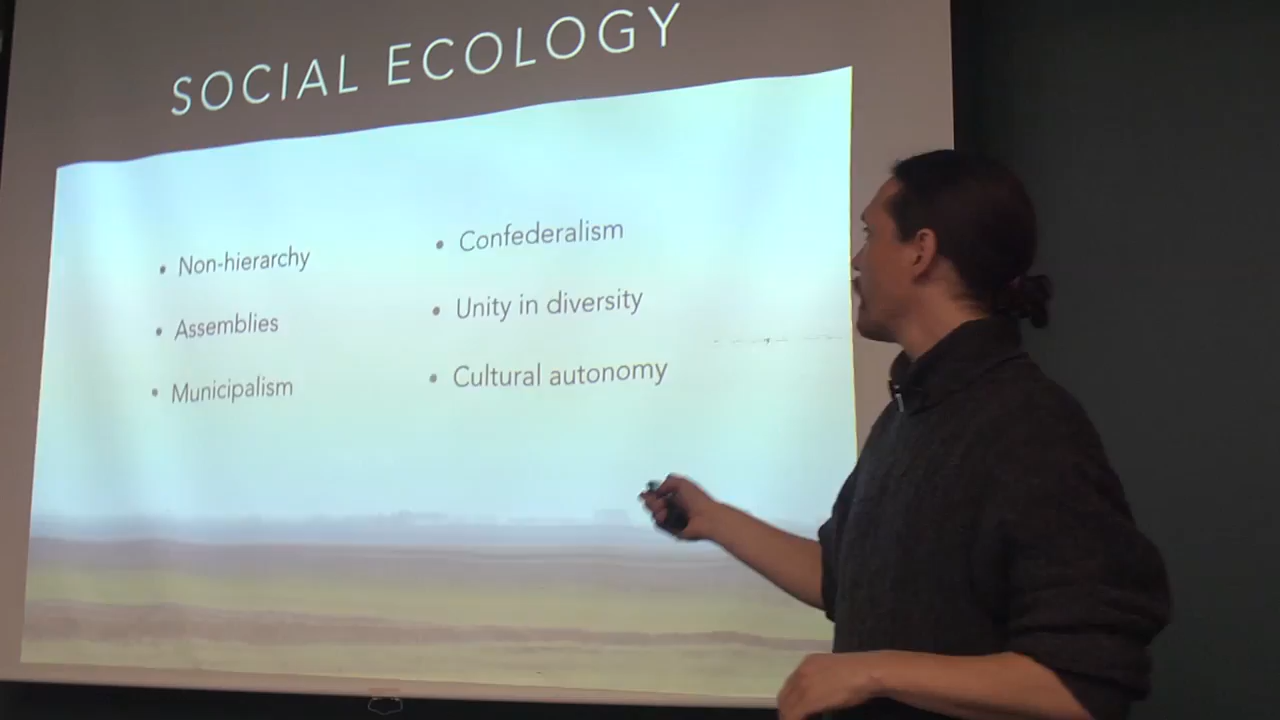 SOCIAL ECOLOGY
• Non-hierarchy
• Assemblies
• Municipalism
• Confederalism
• Unity in diversity
• Cultural autonomy